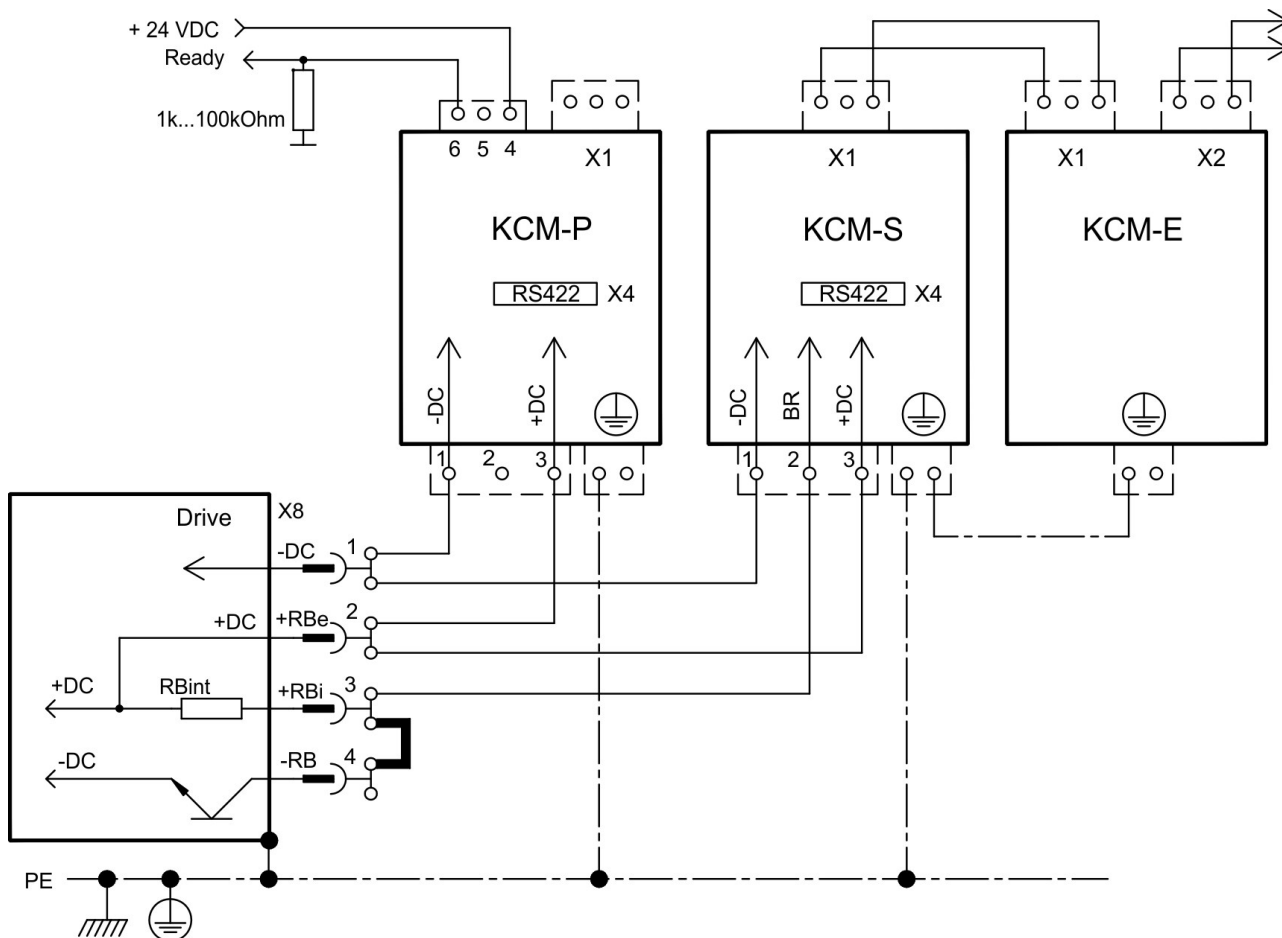 + 24 VDC
Ready
1k...100kOhm
6 5 4
X1
KCM-P
RS422 X4
-DC
+DC
1 2 3
X1
KCM-S
RS422 X4
-DC
BR
+DC
1 2 3
X1 X2
KCM-E
Drive X8
-DC 1
+DC +RBe 2
+DC RBint +RBi 3
-DC -RB 4
PE